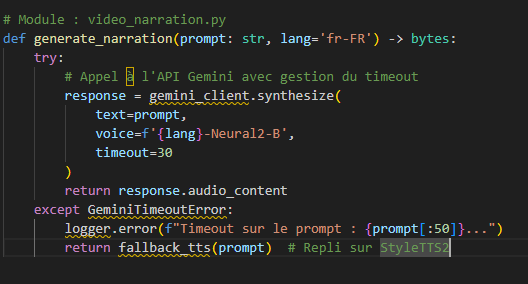 # Module : video_narration.py
def generate_narration(prompt: str, lang='fr-FR') -> bytes:
    try:
        # Appel à l'API Gemini avec gestion du timeout
        response = gemini_client.synthesize(
            text=prompt,
            voice=f'{lang}-Neural2-B',
            timeout=30
        )
        return response.audio_content
    except GeminiTimeoutError:
        logger.error(f"Timeout sur le prompt : {prompt[:50]}...")
        return fallback_tts(prompt)  # Repli sur StyleTTS2